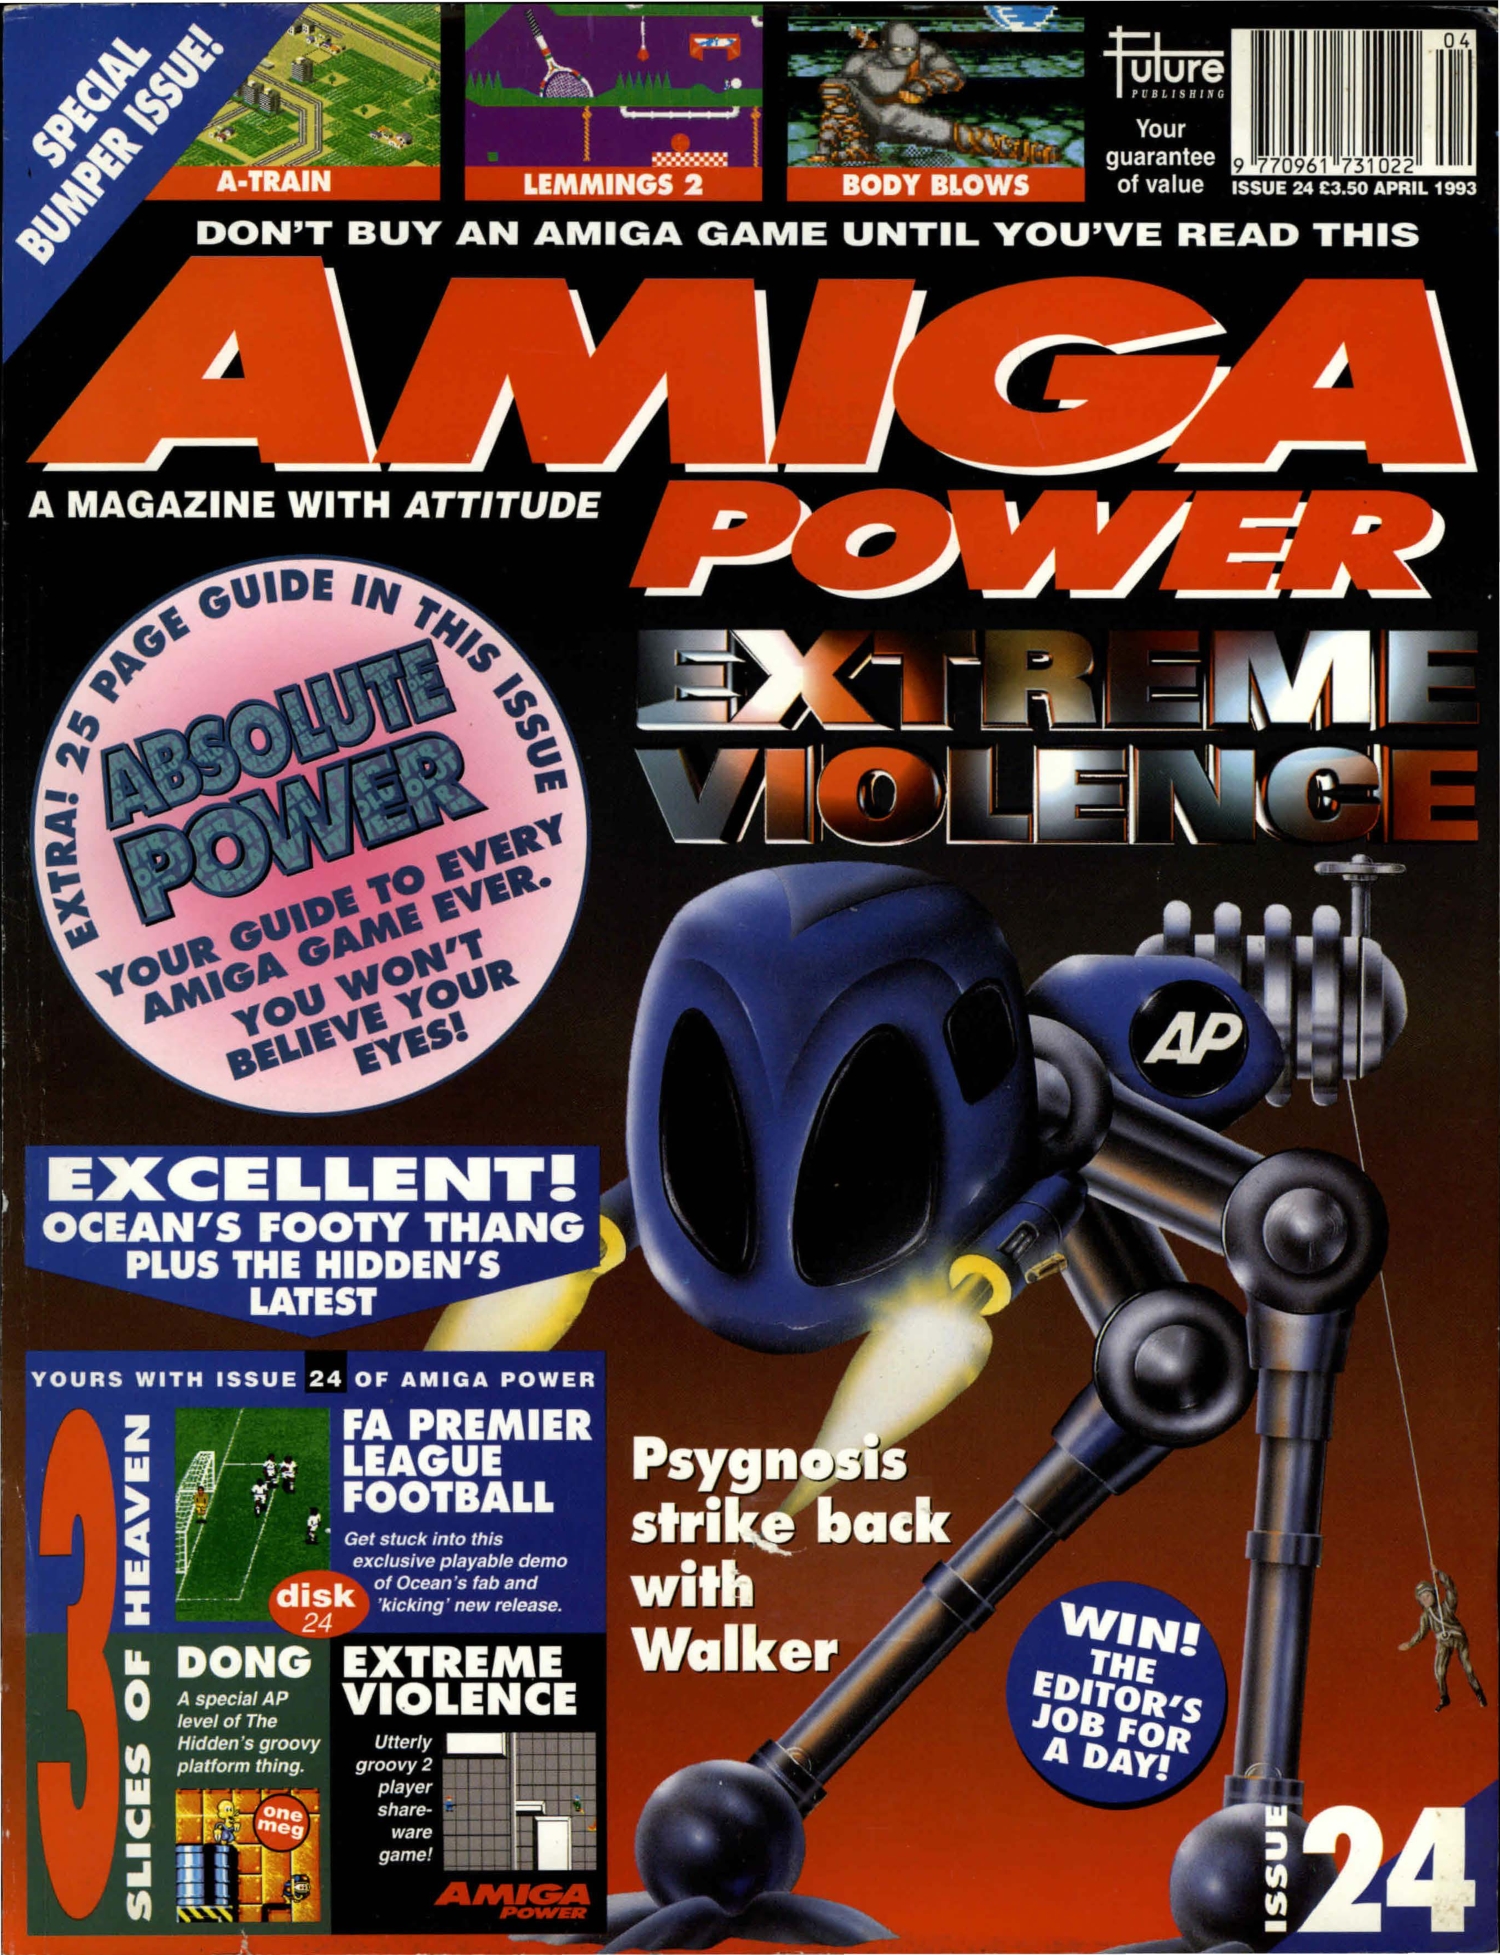 SPECIAL
BUMPER ISSUE!
A-TRAIN
LEMMINGS 2
BODY BLOWS
Future
PUBLISHING
Your
guarantee
of value
04
9 770961 731022
ISSUE 24 £3.50 APRIL 1993
DON'T BUY AN AMIGA GAME UNTIL YOU'VE READ THIS
AMIGA
POWER
A MAGAZINE WITH ATTITUDE
EXTRA! 25 PAGE GUIDE IN THIS ISSUE
ABSOLUTE
POWER
YOUR GUIDE TO EVERY
AMIGA GAME EVER.
YOU WON'T
BELIEVE YOUR
EYES!
EXTREME
VIOLENCE
AP
EXCELLENT!
OCEAN'S FOOTY THANG
PLUS THE HIDDEN'S
LATEST
YOURS WITH ISSUE 24 OF AMIGA POWER
3
SLICES OF HEAVEN
FA PREMIER
LEAGUE
FOOTBALL
Get stuck into this
exclusive playable demo
of Ocean's fab and
'kicking' new release.
disk
24
DONG
A special AP
level of The
Hidden's groovy
platform thing.
one
meg
EXTREME
VIOLENCE
Utterly
groovy 2
player
share-
ware
game!
AMIGA
POWER
Psygnosis
strike back
with
Walker
WIN!
THE
EDITOR'S
JOB FOR
A DAY!
ISSUE
24